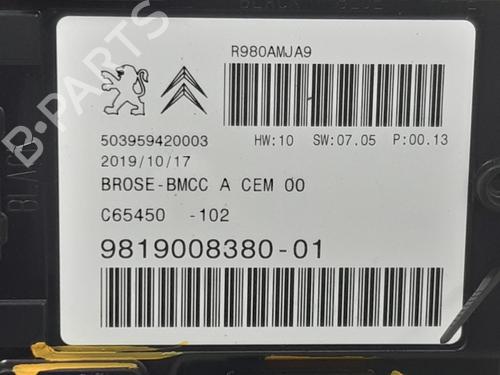 R980AMJA9
503959420003 HW:10 SW:07.05 P:00.13
2019/10/17
BROSE-BMCC A CEM 00
C65450 -102
9819008380-01
BLACK